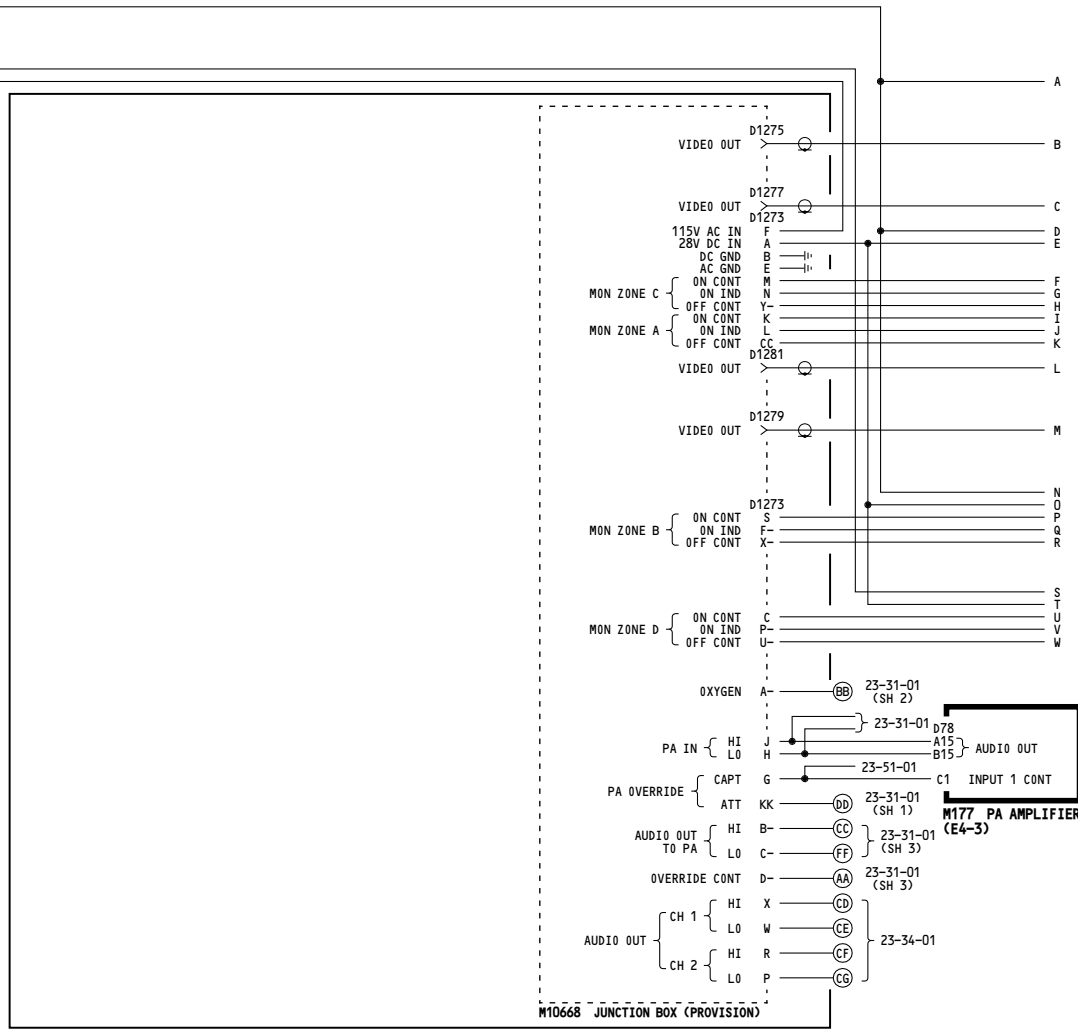 A
D1275
VIDEO OUT B
D1277
VIDEO OUT C
D1273
115V AC IN F D
28V DC IN A E
DC GND B
AC GND E
MON ZONE C
ON CONT M F
ON IND N G
OFF CONT Y- H
MON ZONE A
ON CONT K I
ON IND L J
OFF CONT CC K
D1281
VIDEO OUT L
D1279
VIDEO OUT M
N
D1273 O
MON ZONE B
ON CONT S P
ON IND F- Q
OFF CONT X- R
S
T
MON ZONE D
ON CONT C U
ON IND P- V
OFF CONT U- W
OXYGEN A- BB 23-31-01
(SH 2)
23-31-01
D78
PA IN
HI J A15
LO H B15
AUDIO OUT
23-51-01
PA OVERRIDE
CAPT G C1 INPUT 1 CONT
ATT KK DD 23-31-01
(SH 1)
M177 PA AMPLIFIER
(E4-3)
AUDIO OUT
TO PA
HI B- CC
LO C- FF
23-31-01
(SH 3)
OVERRIDE CONT D- AA 23-31-01
(SH 3)
AUDIO OUT
CH 1
HI X CD
LO W CE
CH 2
HI R CF
LO P CG
23-34-01
M10668 JUNCTION BOX (PROVISION)